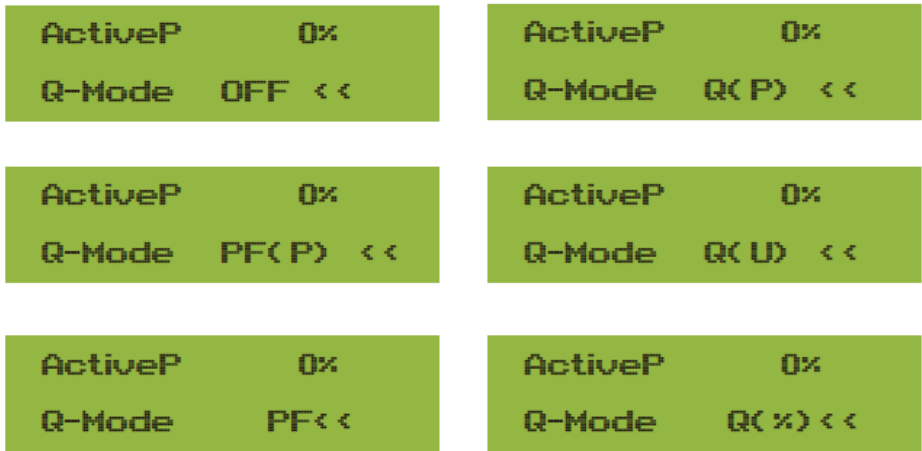 ActiveP 0%
Q-Mode OFF <<
ActiveP 0%
Q-Mode Q(P) <<
ActiveP 0%
Q-Mode PF(P) <<
ActiveP 0%
Q-Mode Q(U) <<
ActiveP 0%
Q-Mode PF<<
ActiveP 0%
Q-Mode Q(%)<<